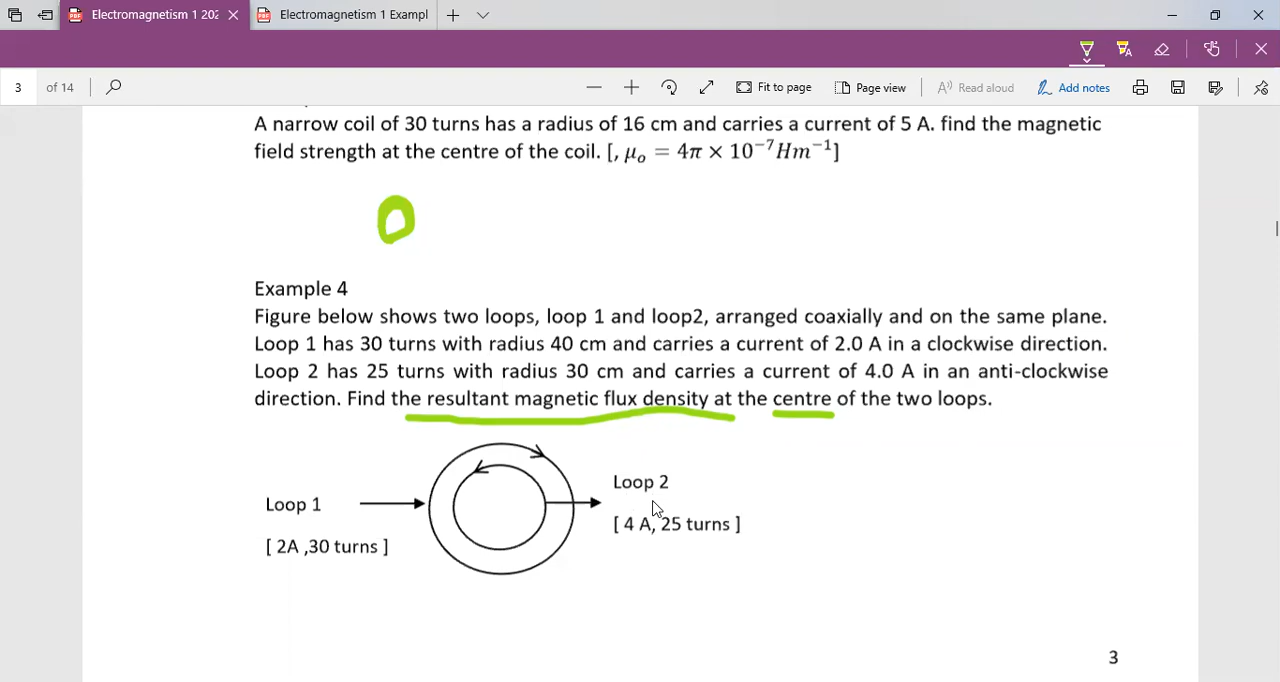 Electromagnetism 1 202
Electromagnetism 1 Exampl
3 of 14
Fit to page
Page view
Read aloud
Add notes
A narrow coil of 30 turns has a radius of 16 cm and carries a current of 5 A. find the magnetic
field strength at the centre of the coil. [, μₒ = 4π × 10⁻⁷Hm⁻¹]
Example 4
Figure below shows two loops, loop 1 and loop2, arranged coaxially and on the same plane.
Loop 1 has 30 turns with radius 40 cm and carries a current of 2.0 A in a clockwise direction.
Loop 2 has 25 turns with radius 30 cm and carries a current of 4.0 A in an anti-clockwise
direction. Find the resultant magnetic flux density at the centre of the two loops.
Loop 1
[ 2A ,30 turns ]
Loop 2
[ 4 A, 25 turns ]
3